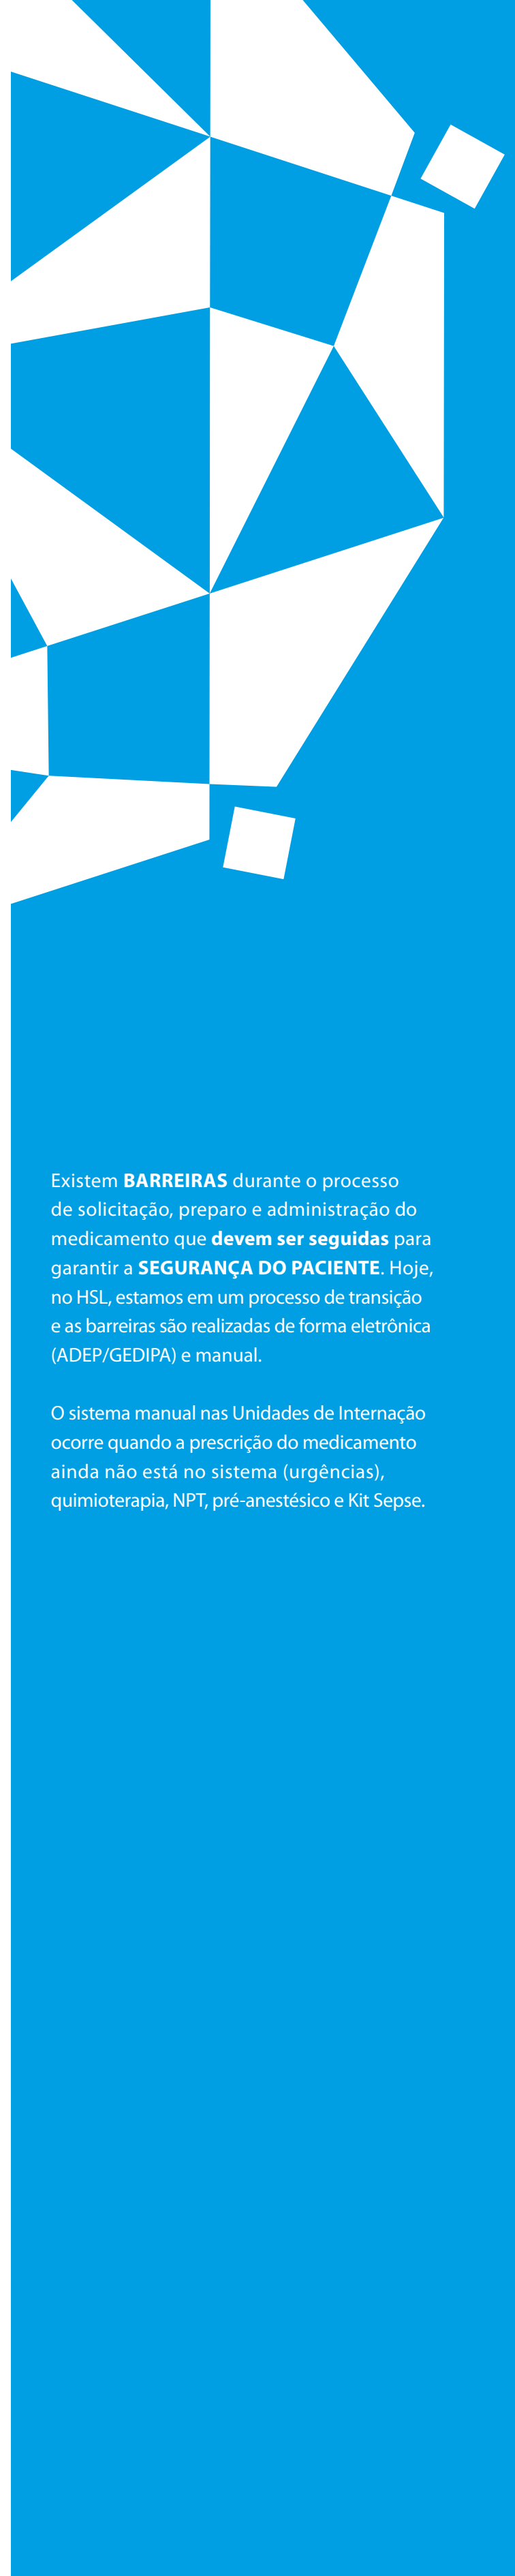 Existem BARREIRAS durante o processo
de solicitação, preparo e administração do
medicamento que devem ser seguidas para
garantir a SEGURANÇA DO PACIENTE. Hoje,
no HSL, estamos em um processo de transição
e as barreiras são realizadas de forma eletrônica
(ADEP/GEDIPA) e manual.
O sistema manual nas Unidades de Internação
ocorre quando a prescrição do medicamento
ainda não está no sistema (urgências),
quimioterapia, NPT, pré-anestésico e Kit Sepse.